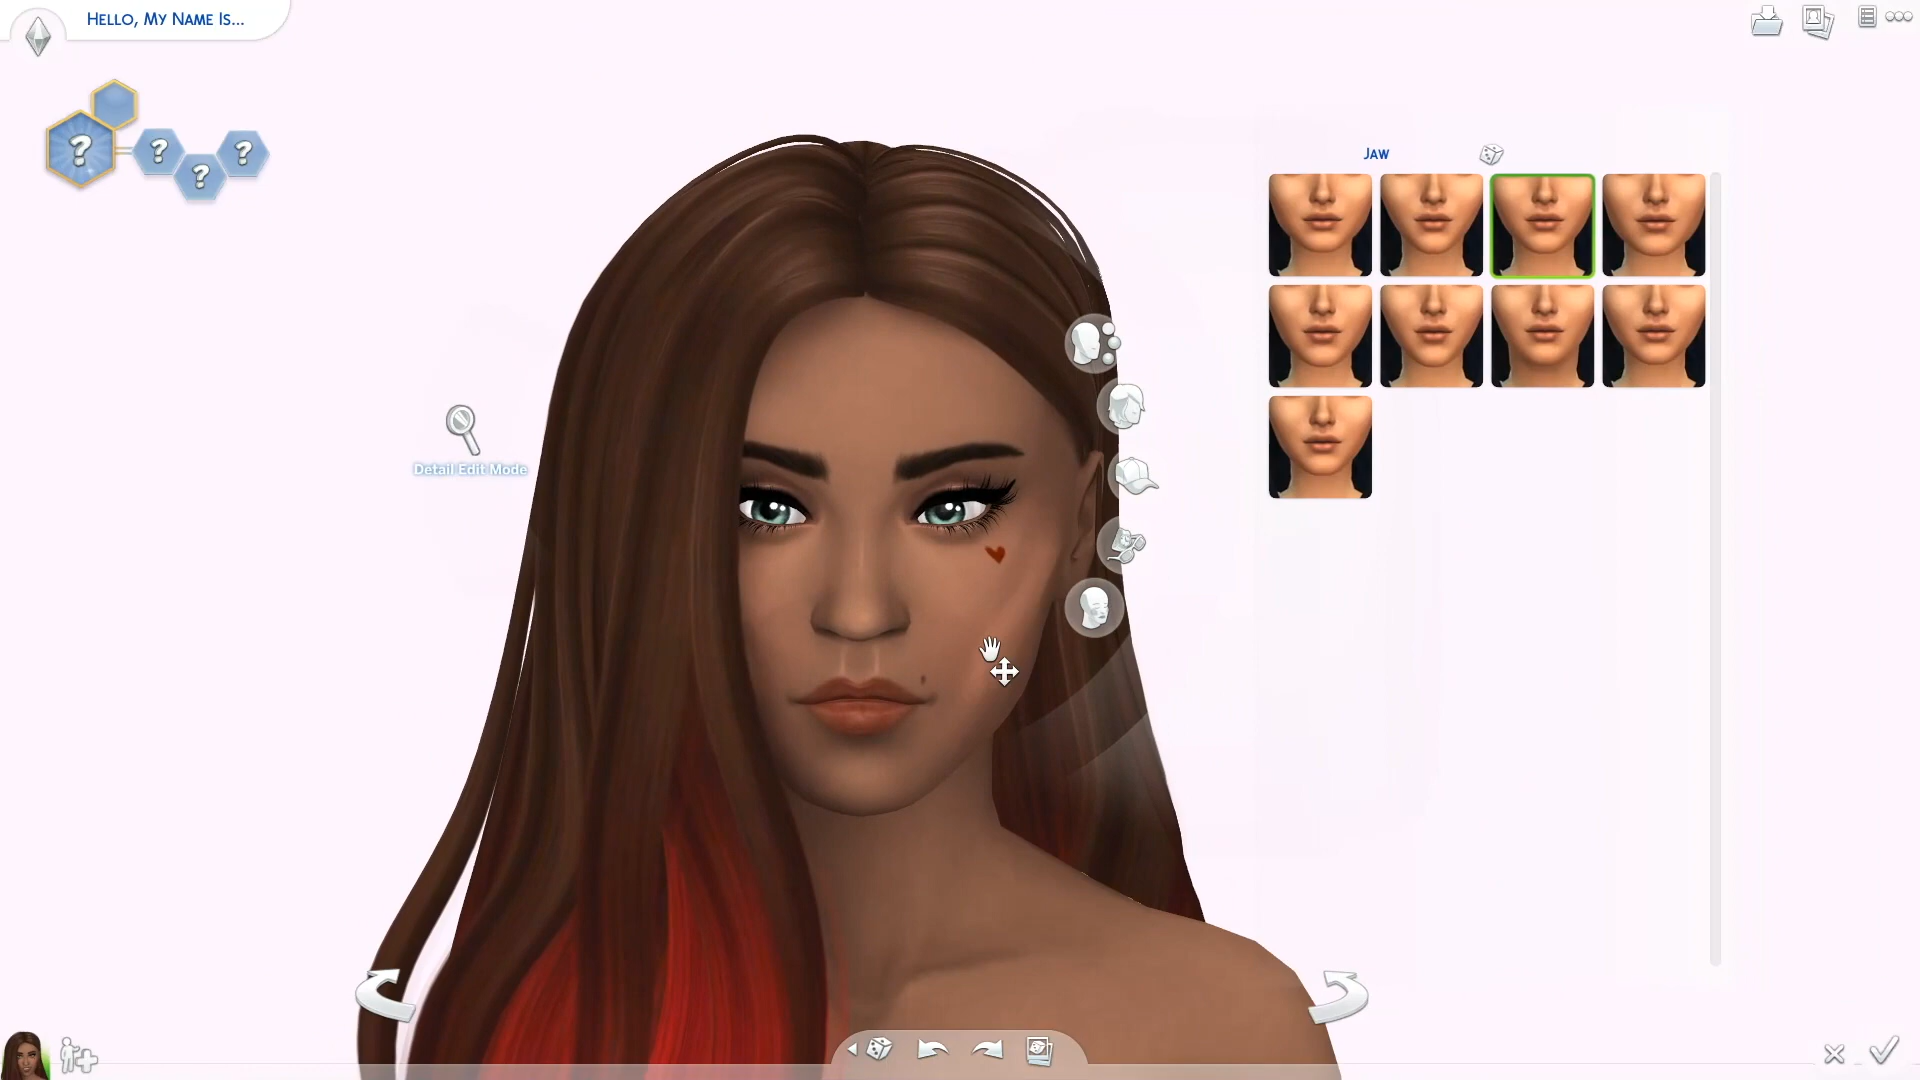 Hello, My Name Is...
? ? ? ?
Jaw
Detail Edit Mode